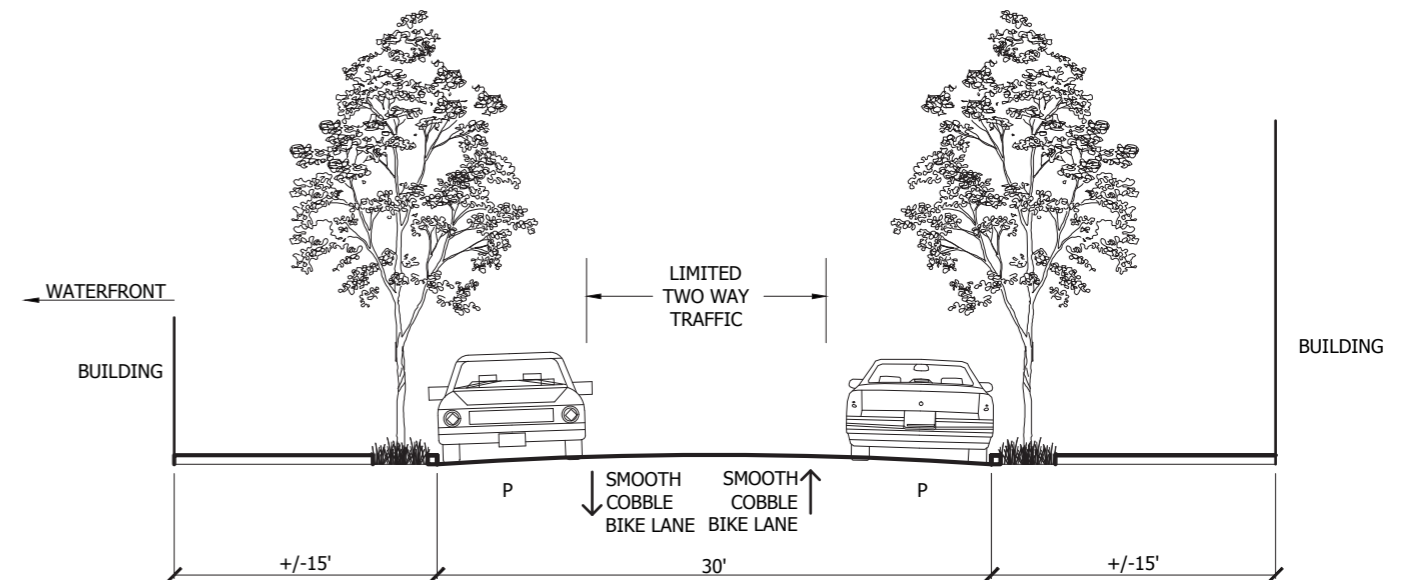 LIMITED
TWO WAY
TRAFFIC
WATERFRONT
BUILDING
BUILDING
P
SMOOTH
COBBLE
BIKE LANE
SMOOTH
COBBLE
BIKE LANE
P
+/-15'
30'
+/-15'